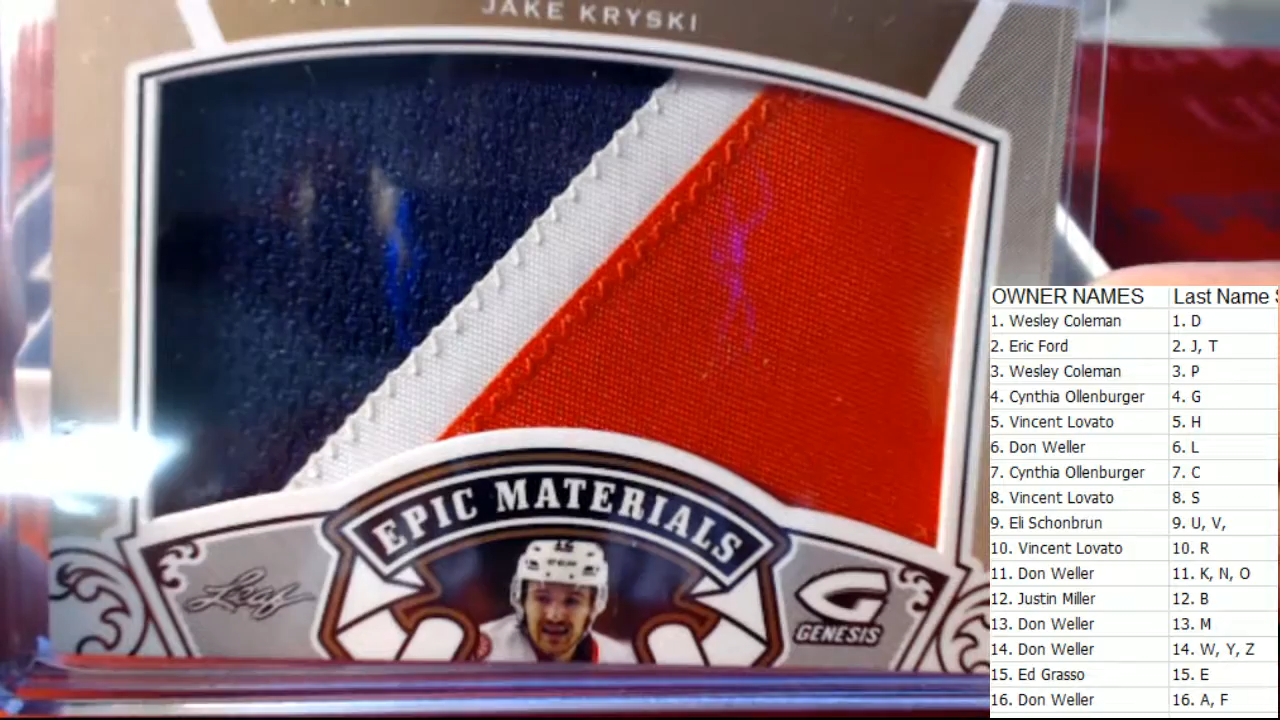 JAKE KRYSKI
EPIC MATERIALS
Leaf
GENESIS
OWNER NAMES Last Name
1. Wesley Coleman 1. D
2. Eric Ford 2. J, T
3. Wesley Coleman 3. P
4. Cynthia Ollenburger 4. G
5. Vincent Lovato 5. H
6. Don Weller 6. L
7. Cynthia Ollenburger 7. C
8. Vincent Lovato 8. S
9. Eli Schonbrun 9. U, V,
10. Vincent Lovato 10. R
11. Don Weller 11. K, N, O
12. Justin Miller 12. B
13. Don Weller 13. M
14. Don Weller 14. W, Y, Z
15. Ed Grasso 15. E
16. Don Weller 16. A, F